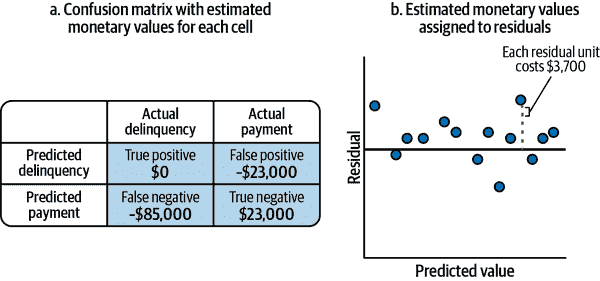 a. Confusion matrix with estimated
monetary values for each cell
Actual
delinquency
Actual
payment
Predicted
delinquency
True positive
$0
False positive
-$23,000
Predicted
payment
False negative
-$85,000
True negative
$23,000
b. Estimated monetary values
assigned to residuals
Each residual unit
costs $3,700
Residual
Predicted value